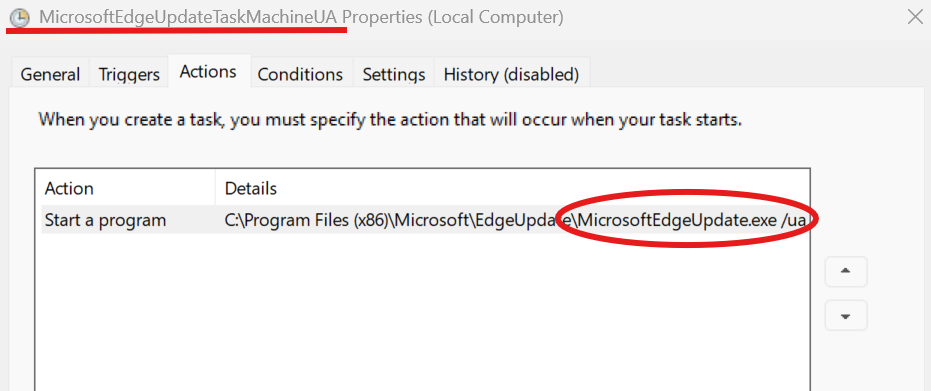 MicrosoftEdgeUpdateTaskMachineUA Properties (Local Computer)
General Triggers Actions Conditions Settings History (disabled)
When you create a task, you must specify the action that will occur when your task starts.
Action Details
Start a program C:\Program Files (x86)\Microsoft\EdgeUpdate\MicrosoftEdgeUpdate.exe /ua